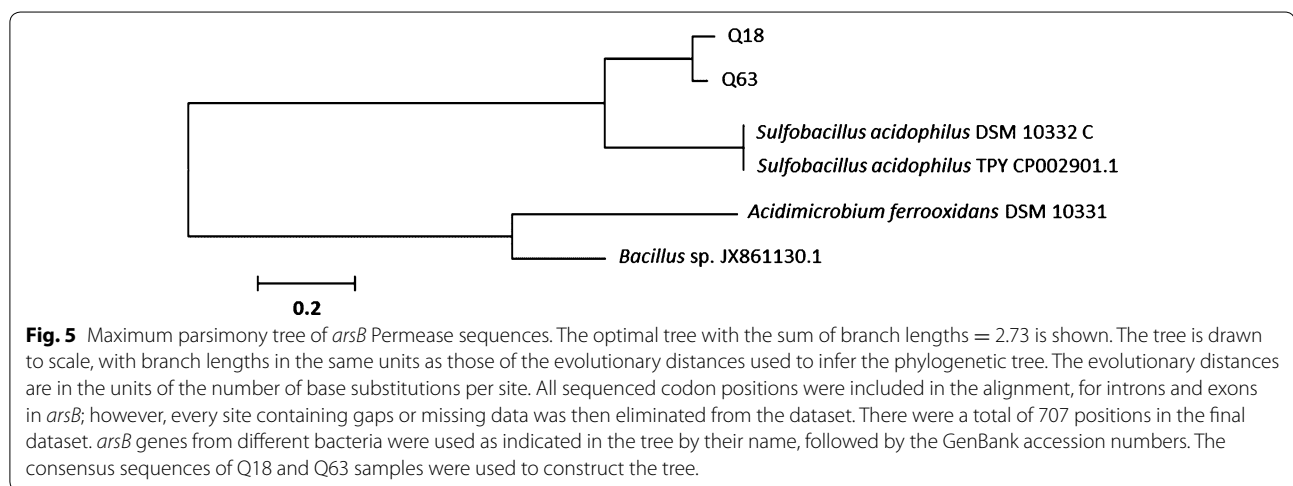 Q18
Q63
Sulfobacillus acidophilus DSM 10332 C
Sulfobacillus acidophilus TPY CP002901.1
Acidimicrobium ferrooxidans DSM 10331
Bacillus sp. JX861130.1
0.2
Fig. 5 Maximum parsimony tree of arsB Permease sequences. The optimal tree with the sum of branch lengths = 2.73 is shown. The tree is drawn
to scale, with branch lengths in the same units as those of the evolutionary distances used to infer the phylogenetic tree. The evolutionary distances
are in the units of the number of base substitutions per site. All sequenced codon positions were included in the alignment, for introns and exons
in arsB; however, every site containing gaps or missing data was then eliminated from the dataset. There were a total of 707 positions in the final
dataset. arsB genes from different bacteria were used as indicated in the tree by their name, followed by the GenBank accession numbers. The
consensus sequences of Q18 and Q63 samples were used to construct the tree.